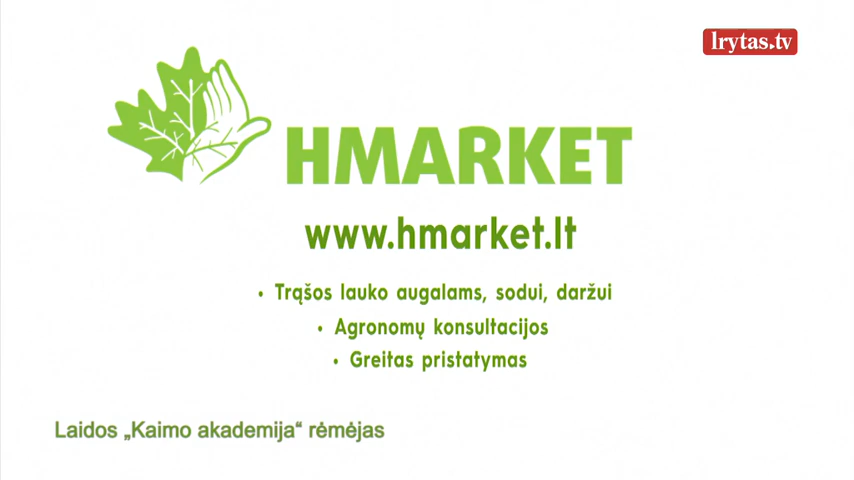 lrytas.tv
HMARKET
www.hmarket.lt
• Trąšos lauko augalams, sodui, daržui
• Agronomų konsultacijos
• Greitas pristatymas
Laidos „Kaimo akademija“ rėmėjas